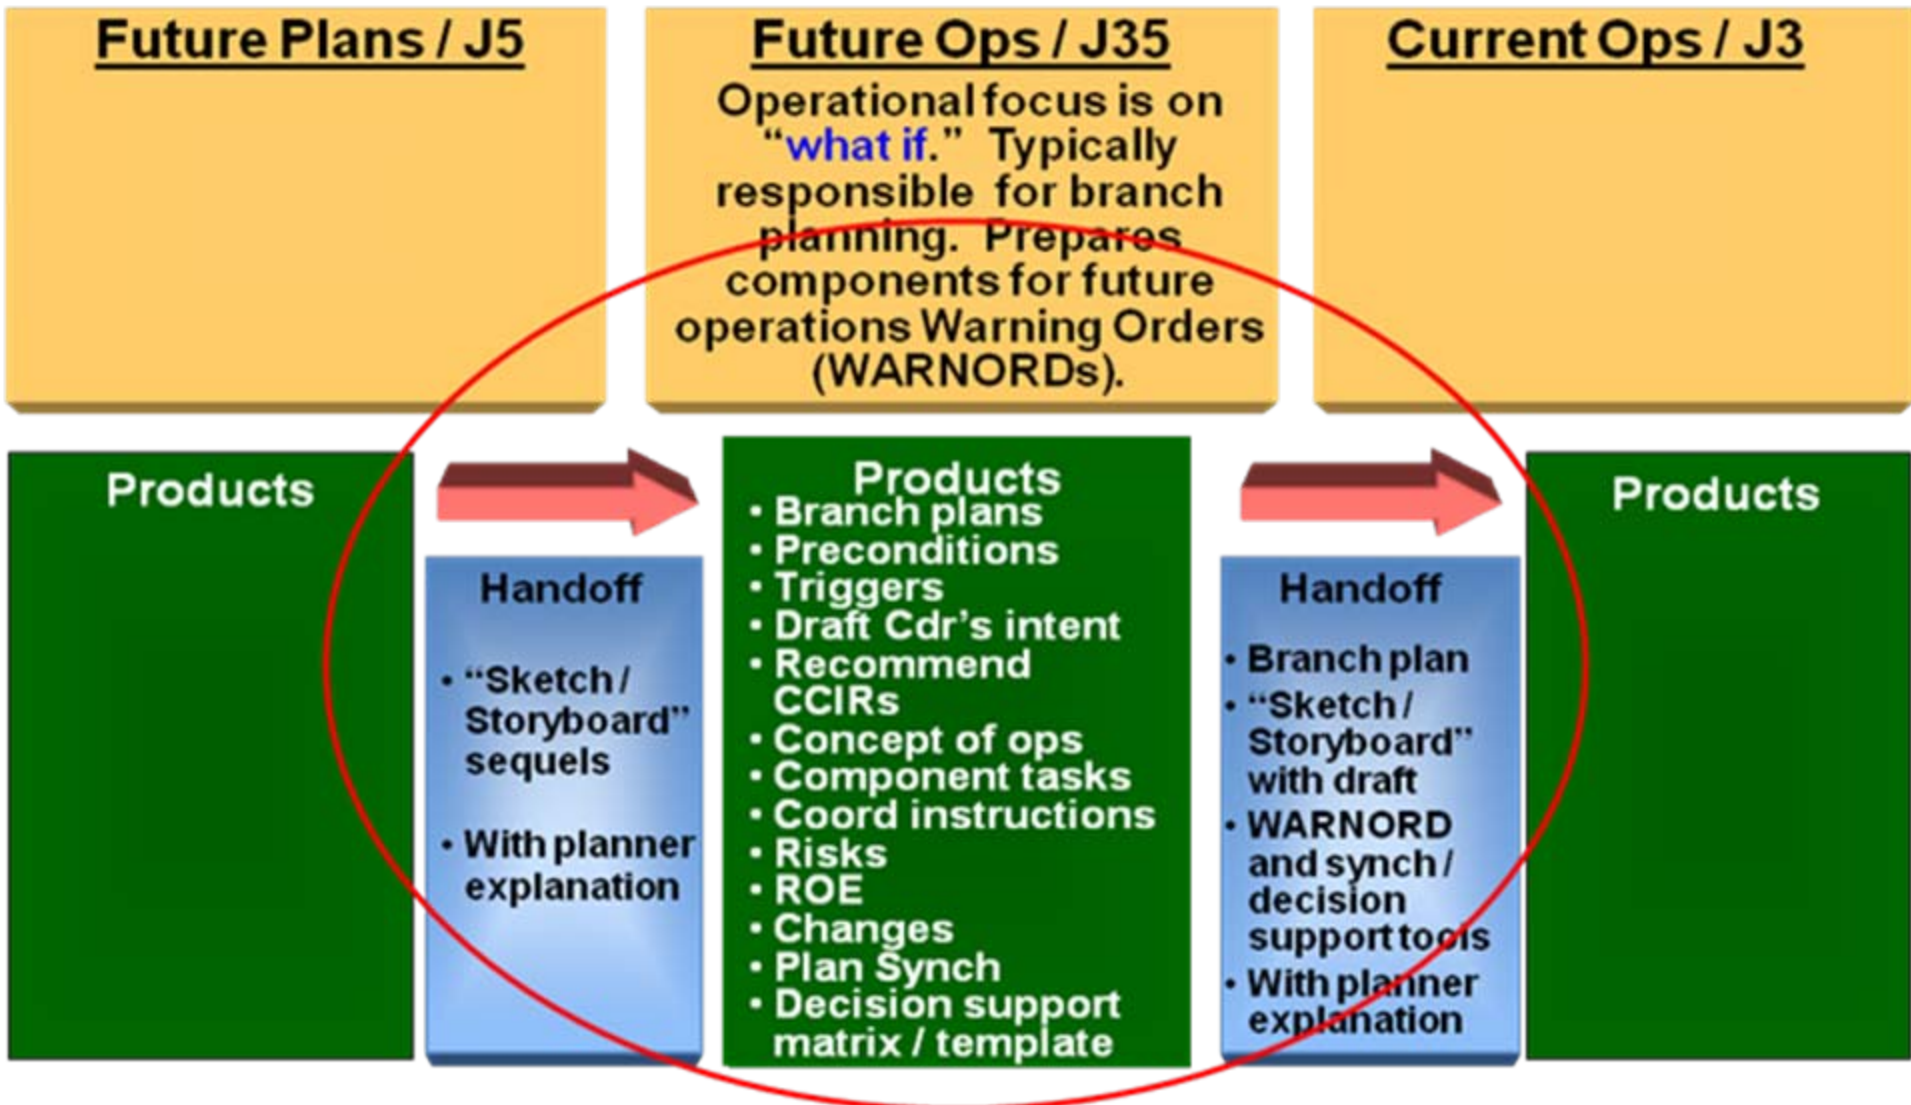 Future Plans / J5
Future Ops / J35
Operational focus is on
“what if.” Typically
responsible for branch
planning. Prepares
components for future
operations Warning Orders
(WARNORDs).
Current Ops / J3
Products
Handoff
• “Sketch /
Storyboard”
sequels
• With planner
explanation
Products
• Branch plans
• Preconditions
• Triggers
• Draft Cdr’s intent
• Recommend
CCIRs
• Concept of ops
• Component tasks
• Coord instructions
• Risks
• ROE
• Changes
• Plan Synch
• Decision support
matrix / template
Handoff
• Branch plan
• “Sketch /
Storyboard”
with draft
• WARNORD
and synch /
decision
support tools
• With planner
explanation
Products